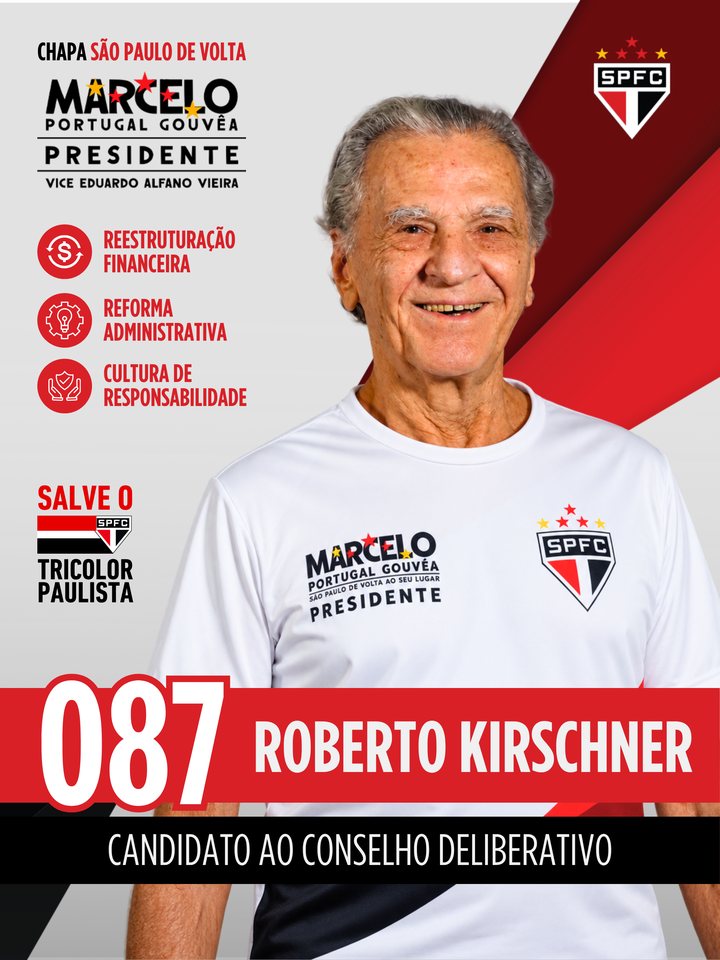 CHAPA SÃO PAULO DE VOLTA
MARCELO
PORTUGAL GOUVÊA
PRESIDENTE
VICE EDUARDO ALFANO VIEIRA
SPFC
REESTRUTURAÇÃO
FINANCEIRA
REFORMA
ADMINISTRATIVA
CULTURA DE
RESPONSABILIDADE
SALVE O
SPFC
TRICOLOR
PAULISTA
MARCELO
PORTUGAL GOUVÊA
SÃO PAULO DE VOLTA AO SEU LUGAR
PRESIDENTE
SPFC
087
ROBERTO KIRSCHNER
CANDIDATO AO CONSELHO DELIBERATIVO